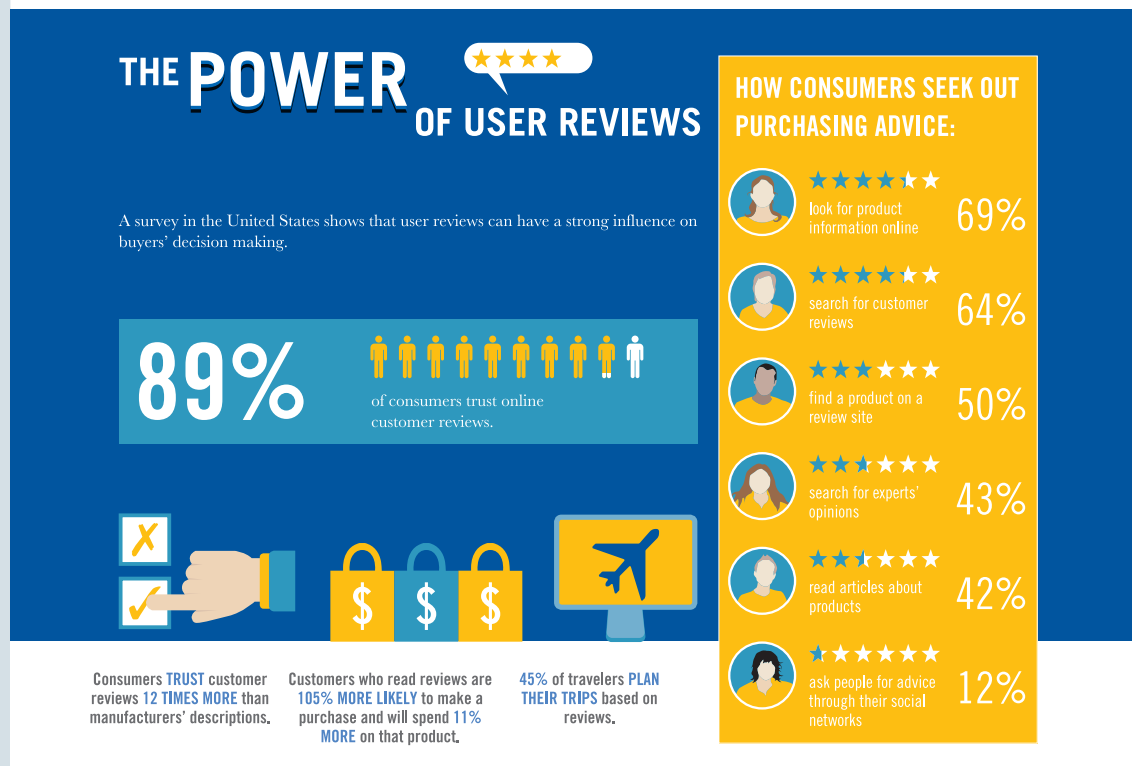 THE POWER
OF USER REVIEWS
A survey in the United States shows that user reviews can have a strong influence on
buyers’ decision making.
89%
of consumers trust online
customer reviews.
$ $ $
Consumers TRUST customer
reviews 12 TIMES MORE than
manufacturers’ descriptions.
Customers who read reviews are
105% MORE LIKELY to make a
purchase and will spend 11%
MORE on that product.
45% of travelers PLAN
THEIR TRIPS based on
reviews.
HOW CONSUMERS SEEK OUT
PURCHASING ADVICE:
look for product
information online
69%
search for customer
reviews
64%
find a product on a
review site
50%
search for experts’
opinions
43%
read articles about
products
42%
ask people for advice
through their social
networks
12%